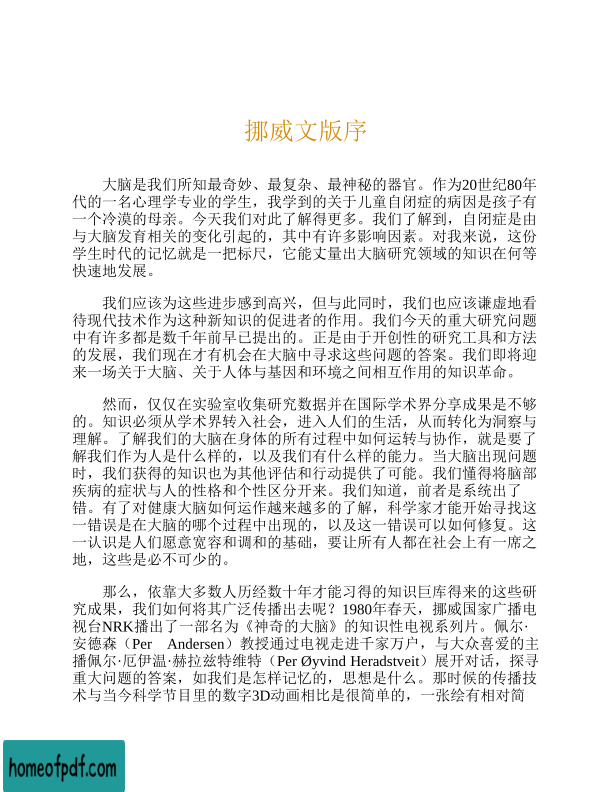 挪威文版序
大脑是我们所知最奇妙、最复杂、最神秘的器官。作为20世纪80年
代的一名心理学专业的学生，我学到的关于儿童自闭症的病因是孩子有
一个冷漠的母亲。今天我们对此了解得更多。我们了解到，自闭症是由
与大脑发育相关的变化引起的，其中有许多影响因素。对我来说，这份
学生时代的记忆就是一把标尺，它能丈量出大脑研究领域的知识在何等
快速地发展。
我们应该为这些进步感到高兴，但与此同时，我们也应该谦虚地看
待现代技术作为这种新知识的促进者的作用。我们今天的重大研究问题
中有许多都是数千年前早已提出的。正是由于开创性的研究工具和方法
的发展，我们现在才有机会在大脑中寻求这些问题的答案。我们即将迎
来一场关于大脑、关于人体与基因和环境之间相互作用的知识革命。
然而，仅仅在实验室收集研究数据并在国际学术界分享成果是不够
的。知识必须从学术界转入社会，进入人们的生活，从而转化为洞察与
理解。了解我们的大脑在身体的所有过程中如何运转与协作，就是要了
解我们作为人是什么样的，以及我们有什么样的能力。当大脑出现问题
时，我们获得的知识也为其他评估和行动提供了可能。我们懂得将脑部
疾病的症状与人的性格和个性区分开来。我们知道，前者是系统出了
错。有了对健康大脑如何运作越来越多的了解，科学家才能开始寻找这
一错误是在大脑的哪个过程中出现的，以及这一错误可以如何修复。这
一认识是人们愿意宽容和调和的基础，要让所有人都在社会上有一席之
地，这些是必不可少的。
那么，依靠大多数人历经数十年才能习得的知识巨库得来的这些研
究成果，我们如何将其广泛传播出去呢？1980年春天，挪威国家广播电
视台NRK播出了一部名为《神奇的大脑》的知识性电视系列片。佩尔·
安德森（Per Andersen）教授通过电视走进千家万户，与大众喜爱的主
播佩尔·厄伊温·赫拉兹特维特（Per Øyvind Heradstveit）展开对话，探寻
重大问题的答案，如我们是怎样记忆的，思想是什么。那时候的传播技
术与当今科学节目里的数字3D动画相比是很简单的，一张绘有相对简
homeofpdf.com